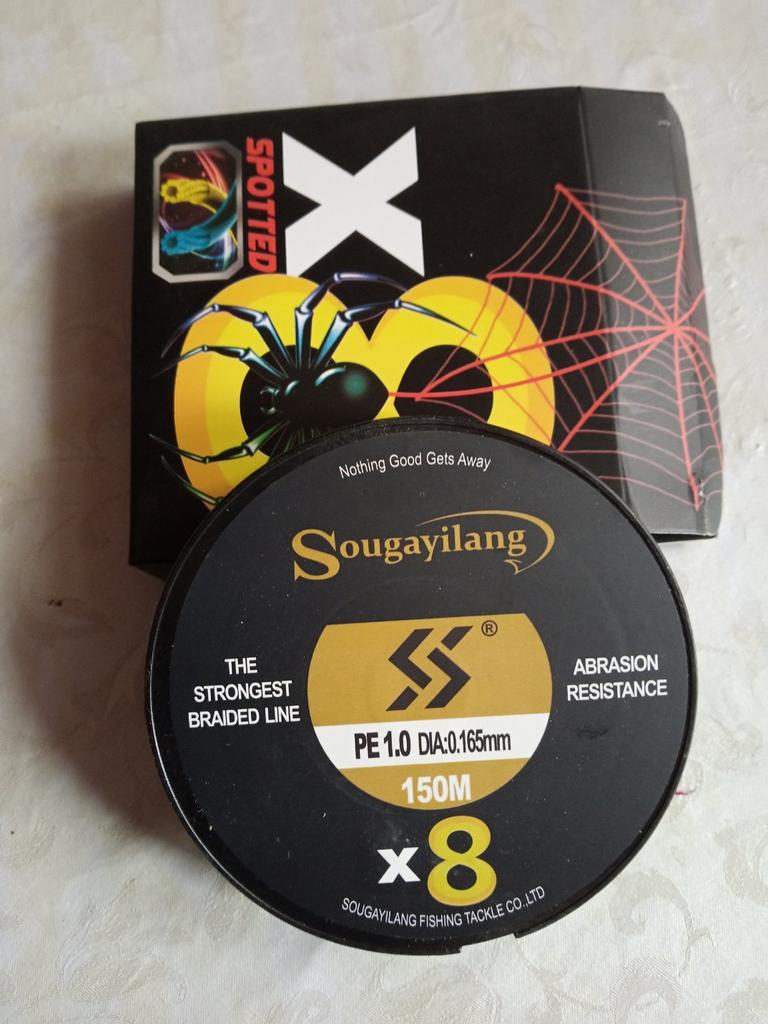 SPOTTED
X
8
Nothing Good Gets Away
Sougayilang
®
THE
STRONGEST
BRAIDED LINE
ABRASION
RESISTANCE
PE 1.0 DIA:0.165mm
150M
x8
SOUGAYILANG FISHING TACKLE CO.,LTD